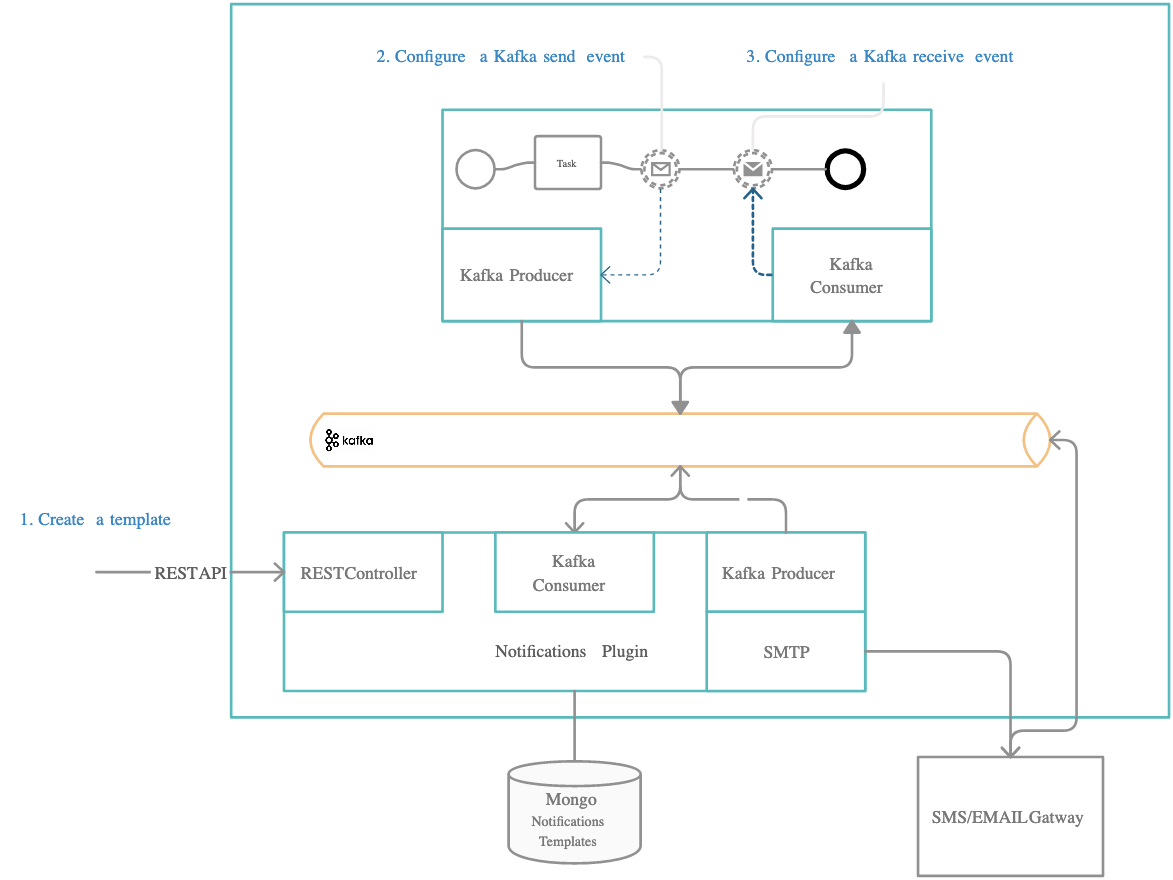 2. Configure a Kafka send event
3. Configure a Kafka receive event
Task
Kafka Producer
Kafka
Consumer
kafka
1. Create a template
RESTAPI
RESTController
Kafka
Consumer
Kafka Producer
Notifications Plugin
SMTP
Mongo
Notifications
Templates
SMS/EMAILGatway